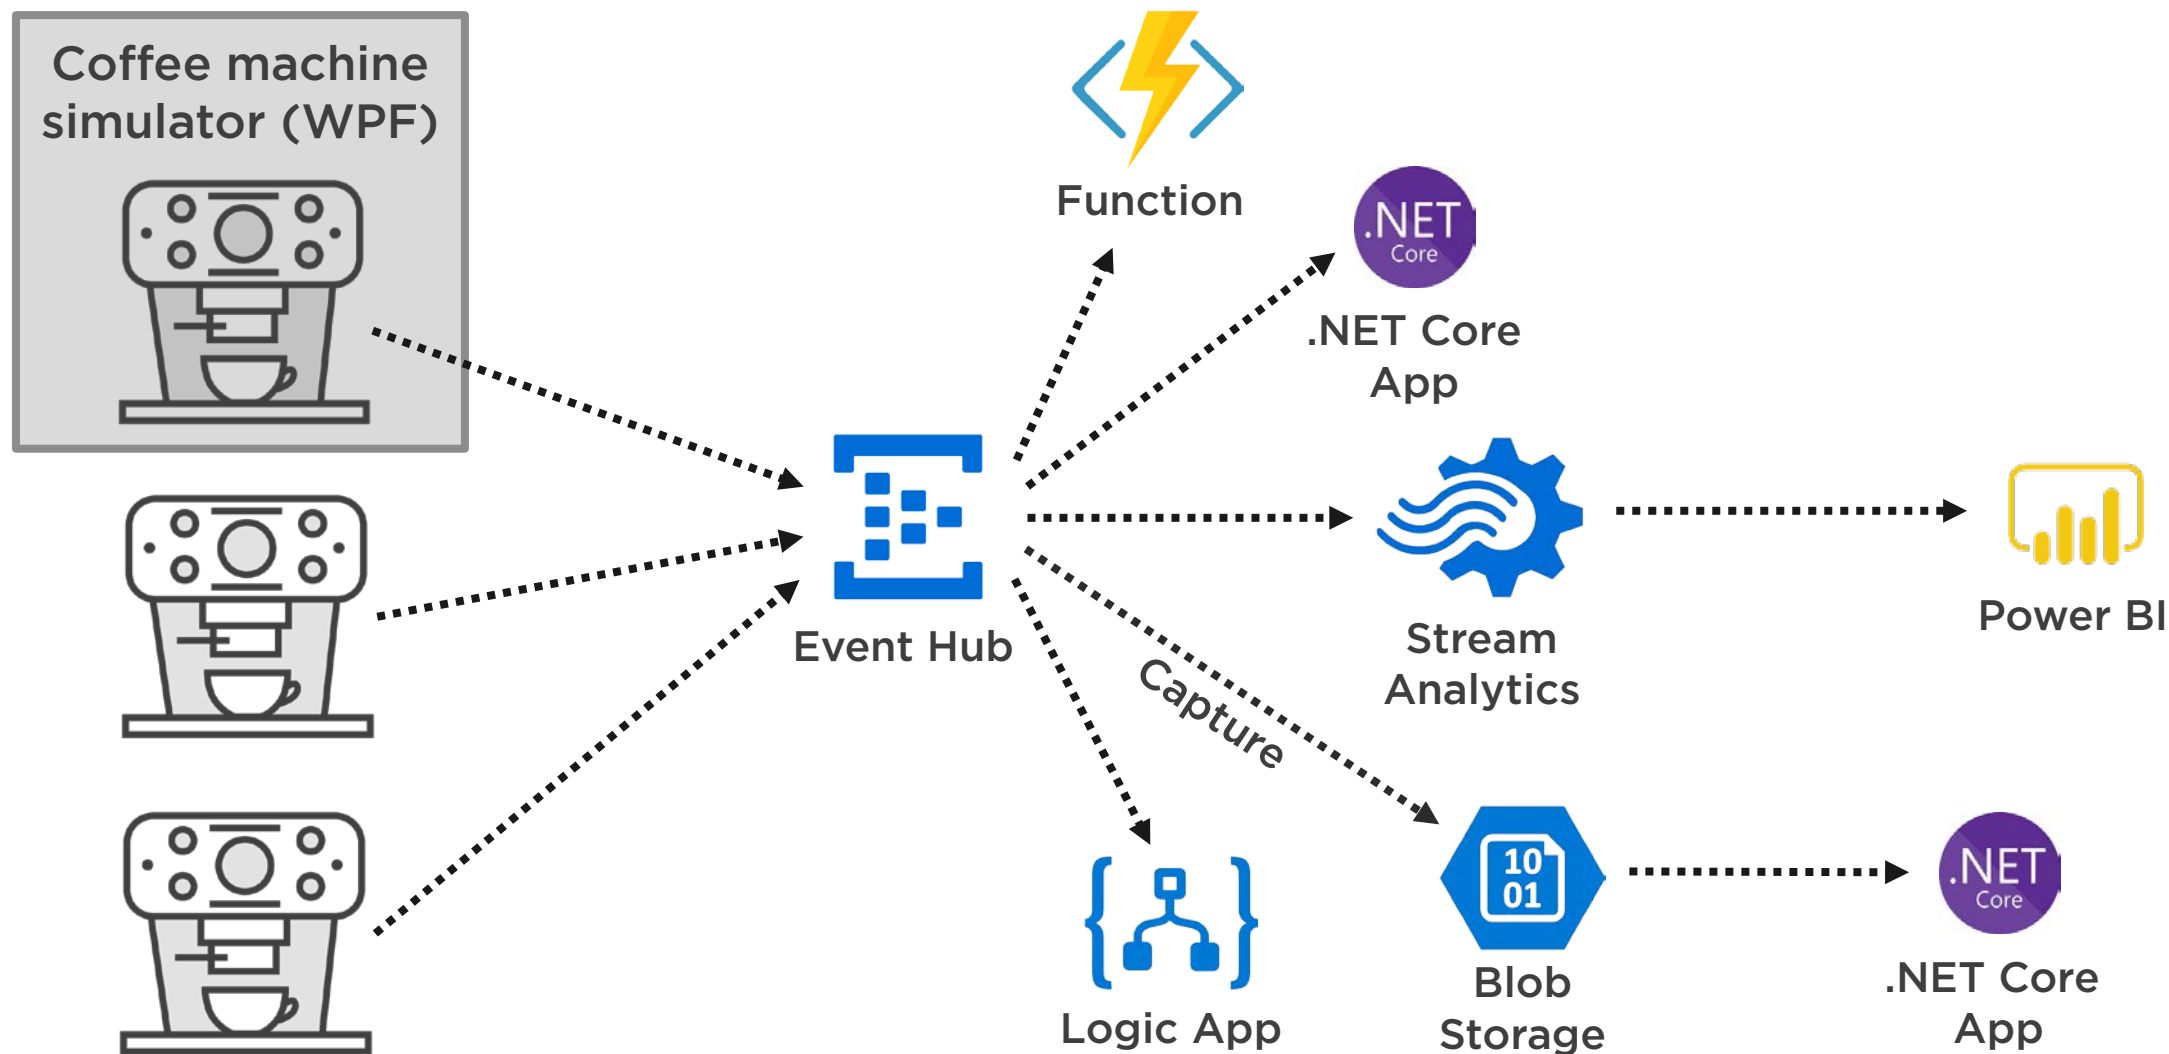 Coffee machine
simulator (WPF)
Function
.NET
Core
.NET Core
App
Event Hub
Stream
Analytics
Power BI
Capture
10
01
.NET
Core
Logic App
Blob
Storage
.NET Core
App